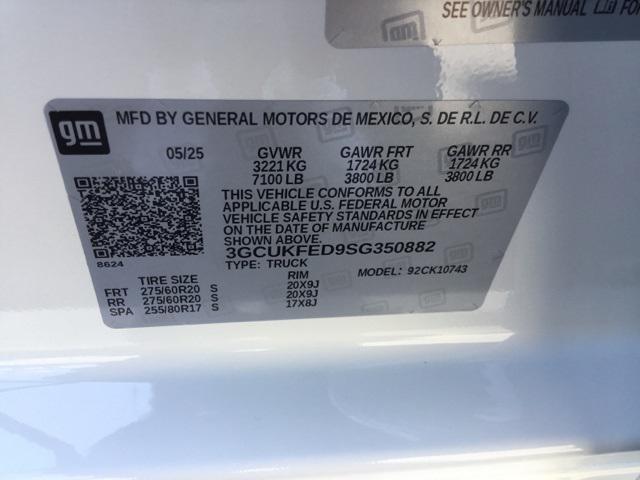 SEE OWNER'S MANUAL
gm
MFD BY GENERAL MOTORS DE MEXICO, S. DE R.L. DE C.V.
05/25 GVWR GAWR FRT GAWR RR
3221 KG 1724 KG 1724 KG
7100 LB 3800 LB 3800 LB
THIS VEHICLE CONFORMS TO ALL
APPLICABLE U.S. FEDERAL MOTOR
VEHICLE SAFETY STANDARDS IN EFFECT
ON THE DATE OF MANUFACTURE
SHOWN ABOVE.
3GCUKFED9SG350882
8624
TYPE: TRUCK MODEL: 92CK10743
TIRE SIZE RIM
FRT 275/60R20 S 20X9J
RR 275/60R20 S 20X9J
SPA 255/80R17 S 17X8J